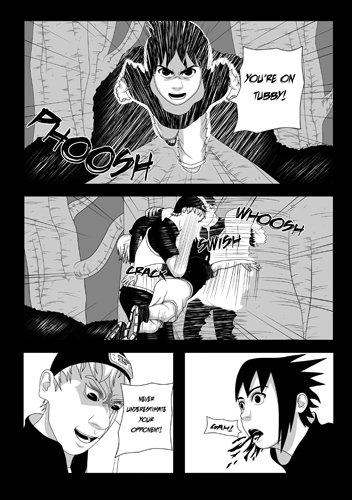 YOU'RE ON
TUBBY!
PHOOSH
WHOOSH
SWISH
CRACK
NEVER
UNDERESTIMATE
YOUR
OPPONENT!
GAH!